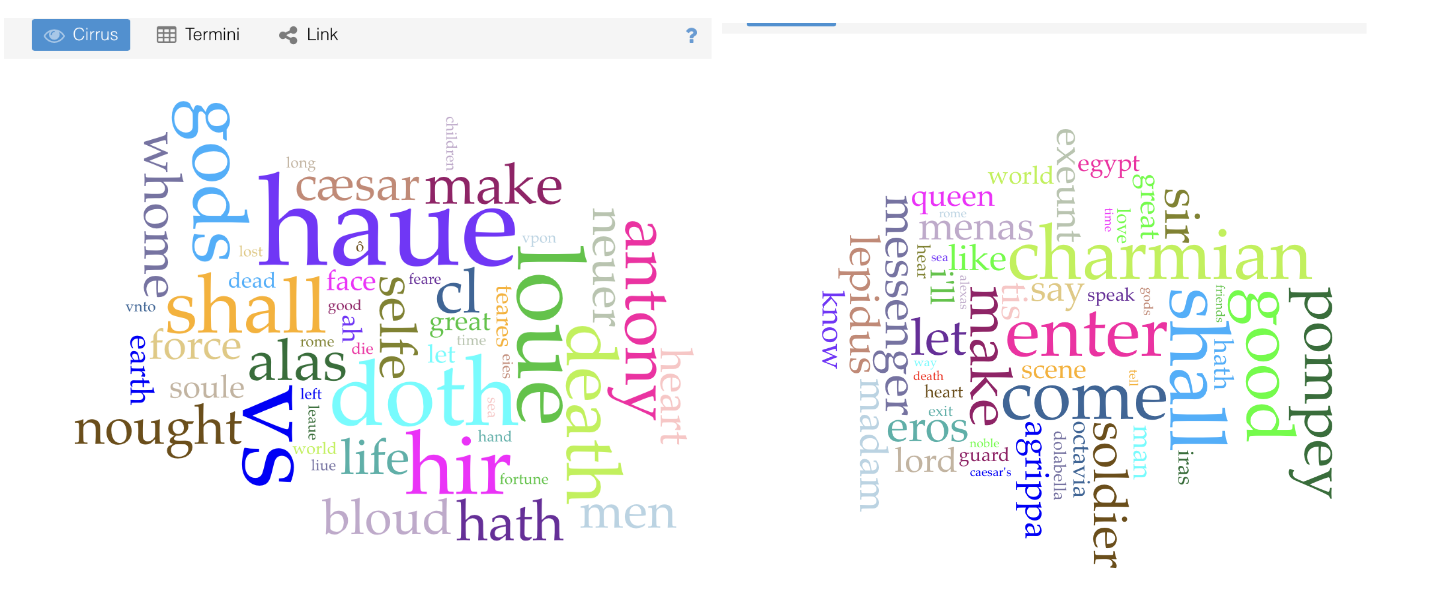 Cirrus Termini Link ?
children
gods
whome
long
cæsar
make
haue
ô
vpon
neuer
antony
lost
dead
face
feare
loue
shall
selfe
cl
teares
vnto
good
ah
great
time
force
rome
die
earth
alas
let
eies
death
heart
soule
left
doth
sea
nought
vs
leaue
world
hand
liue
life
hir
fortune
bloud
hath
men
exeunt
egypt
world
queen
great
sir
messenger
rome
menas
time
love
charmian
lepidus
hear
sea
like
i'll
alexas
tis
say
speak
gods
friends
know
make
shall
good
pompey
let
enter
hath
way
scene
death
tell
heart
come
madam
exit
eros
noble
lord
guard
caesar's
agrippa
dolabella
octavia
soldier
man
iras